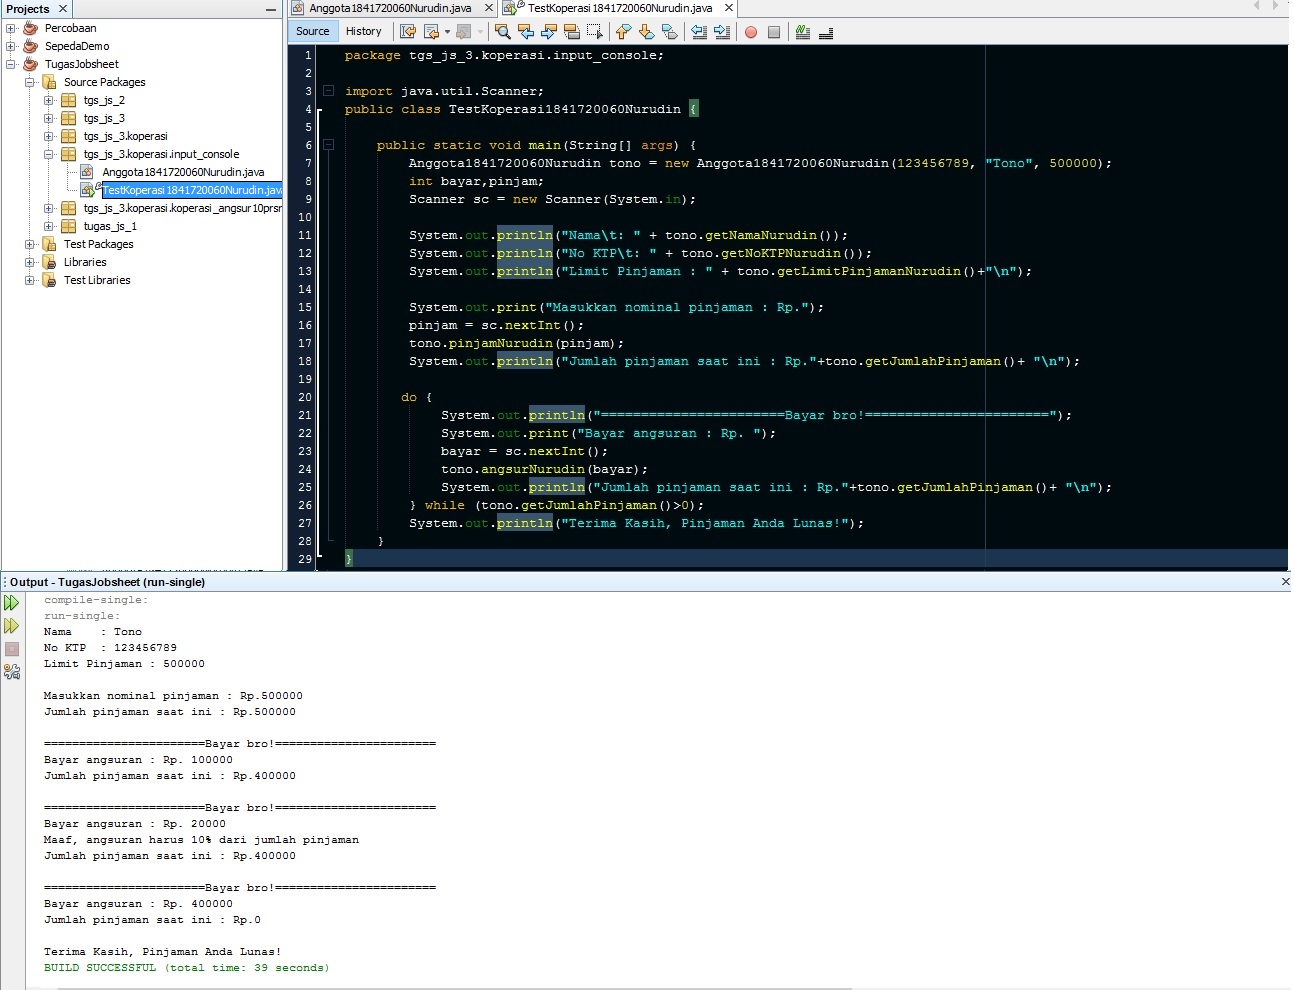 Projects
Percobaan
SepedaDemo
TugasJobsheet
Source Packages
tgs_js_2
tgs_js_3
tgs_js_3.koperasi
tgs_js_3.koperasi.input_console
Anggota1841720060Nurudin.java
TestKoperasi1841720060Nurudin.java
tgs_js_3.koperasi.koperasi_angsur10prsn
tugas_js_1
Test Packages
Libraries
Test Libraries
Anggota1841720060Nurudin.java TestKoperasi1841720060Nurudin.java
Source History
1 package tgs_js_3.koperasi.input_console;
2
3 import java.util.Scanner;
4 public class TestKoperasi1841720060Nurudin {
5
6 public static void main(String[] args) {
7 Anggota1841720060Nurudin tono = new Anggota1841720060Nurudin(123456789, "Tono", 500000);
8 int bayar,pinjam;
9 Scanner sc = new Scanner(System.in);
10
11 System.out.println("Nama\t: " + tono.getNamaNurudin());
12 System.out.println("No KTP\t: " + tono.getNoKTPNurudin());
13 System.out.println("Limit Pinjaman : " + tono.getLimitPinjamanNurudin()+"\n");
14
15 System.out.print("Masukkan nominal pinjaman : Rp.");
16 pinjam = sc.nextInt();
17 tono.pinjamNurudin(pinjam);
18 System.out.println("Jumlah pinjaman saat ini : Rp."+tono.getJumlahPinjaman()+ "\n");
19
20 do {
21 System.out.println("=======================Bayar bro!=======================");
22 System.out.print("Bayar angsuran : Rp. ");
23 bayar = sc.nextInt();
24 tono.angsurNurudin(bayar);
25 System.out.println("Jumlah pinjaman saat ini : Rp."+tono.getJumlahPinjaman()+ "\n");
26 } while (tono.getJumlahPinjaman()>0);
27 System.out.println("Terima Kasih, Pinjaman Anda Lunas!");
28 }
29 }
Output - TugasJobsheet (run-single)
compile-single:
run-single:
Nama : Tono
No KTP : 123456789
Limit Pinjaman : 500000
Masukkan nominal pinjaman : Rp.500000
Jumlah pinjaman saat ini : Rp.500000
=======================Bayar bro!=======================
Bayar angsuran : Rp. 100000
Jumlah pinjaman saat ini : Rp.400000
=======================Bayar bro!=======================
Bayar angsuran : Rp. 20000
Maaf, angsuran harus 10% dari jumlah pinjaman
Jumlah pinjaman saat ini : Rp.400000
=======================Bayar bro!=======================
Bayar angsuran : Rp. 400000
Jumlah pinjaman saat ini : Rp.0
Terima Kasih, Pinjaman Anda Lunas!
BUILD SUCCESSFUL (total time: 39 seconds)